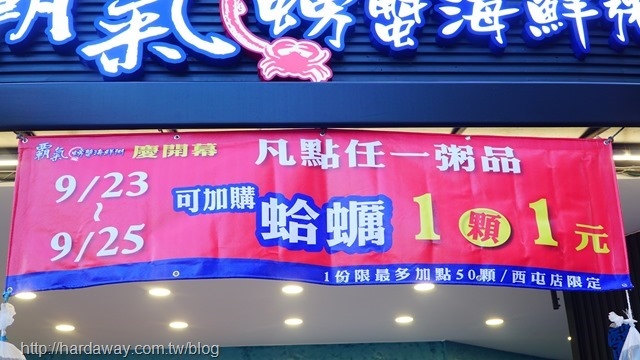 霸氣螃蟹海鮮粥
霸氣螃蟹海鮮粥 慶開幕
凡點任一粥品
9/23
~
9/25
可加購 蛤蠣 1顆1元
1份限最多加點50顆/西屯店限定
http://hardaway.com.tw/blog